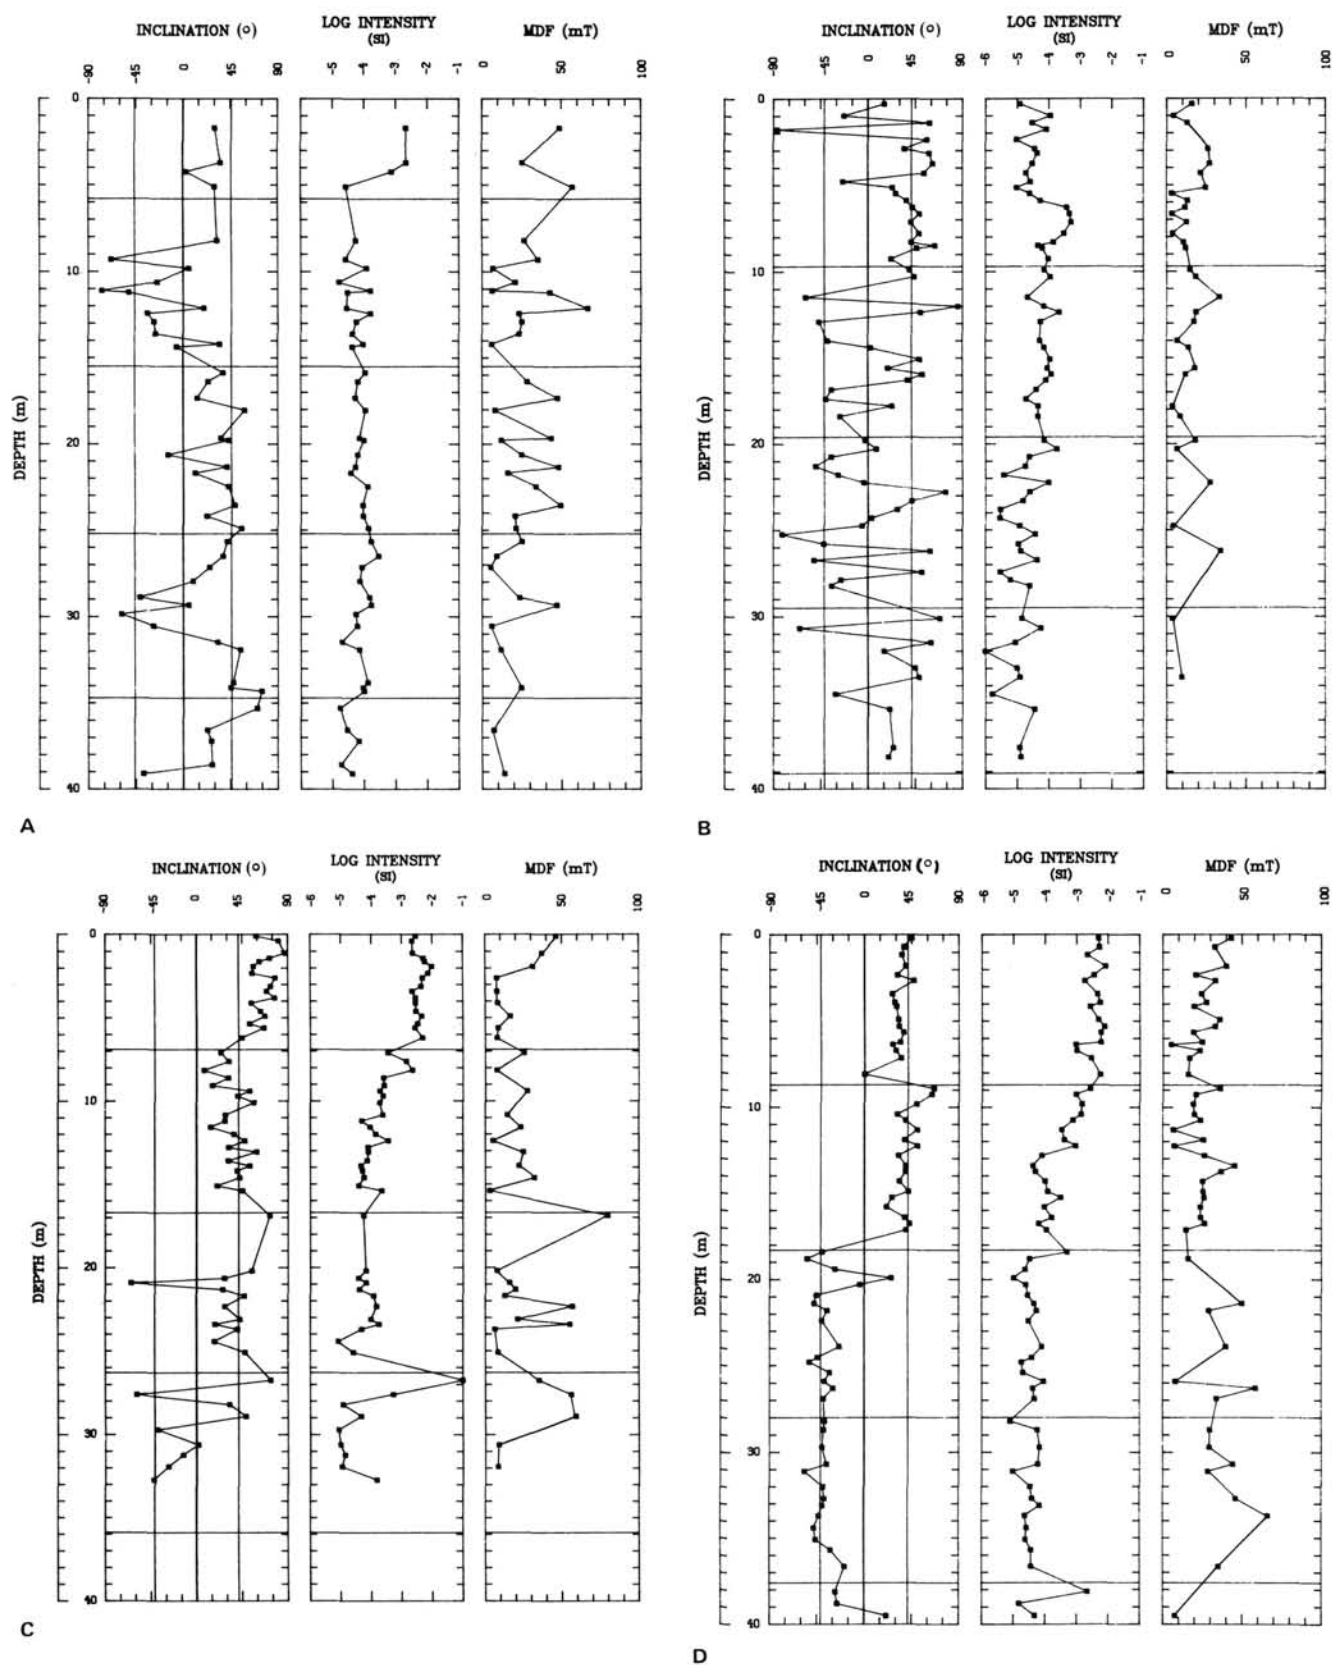 INCLINATION (o) LOG INTENSITY (SI) MDF (mT)
-90 -45 0 45 90 -5 -4 -3 -2 -1 0 50 100
DEPTH (m)
0
10
20
30
40
A
INCLINATION (o) LOG INTENSITY (SI) MDF (mT)
-90 -45 0 45 90 -6 -5 -4 -3 -2 -1 0 50 100
DEPTH (m)
0
10
20
30
40
B
INCLINATION (o) LOG INTENSITY (SI) MDF (mT)
-90 -45 0 45 90 -6 -5 -4 -3 -2 -1 0 50 100
DEPTH (m)
0
10
20
30
40
C
INCLINATION (o) LOG INTENSITY (SI) MDF (mT)
-90 -45 0 45 90 -6 -5 -4 -3 -2 -1 0 50 100
DEPTH (m)
0
10
20
30
40
D